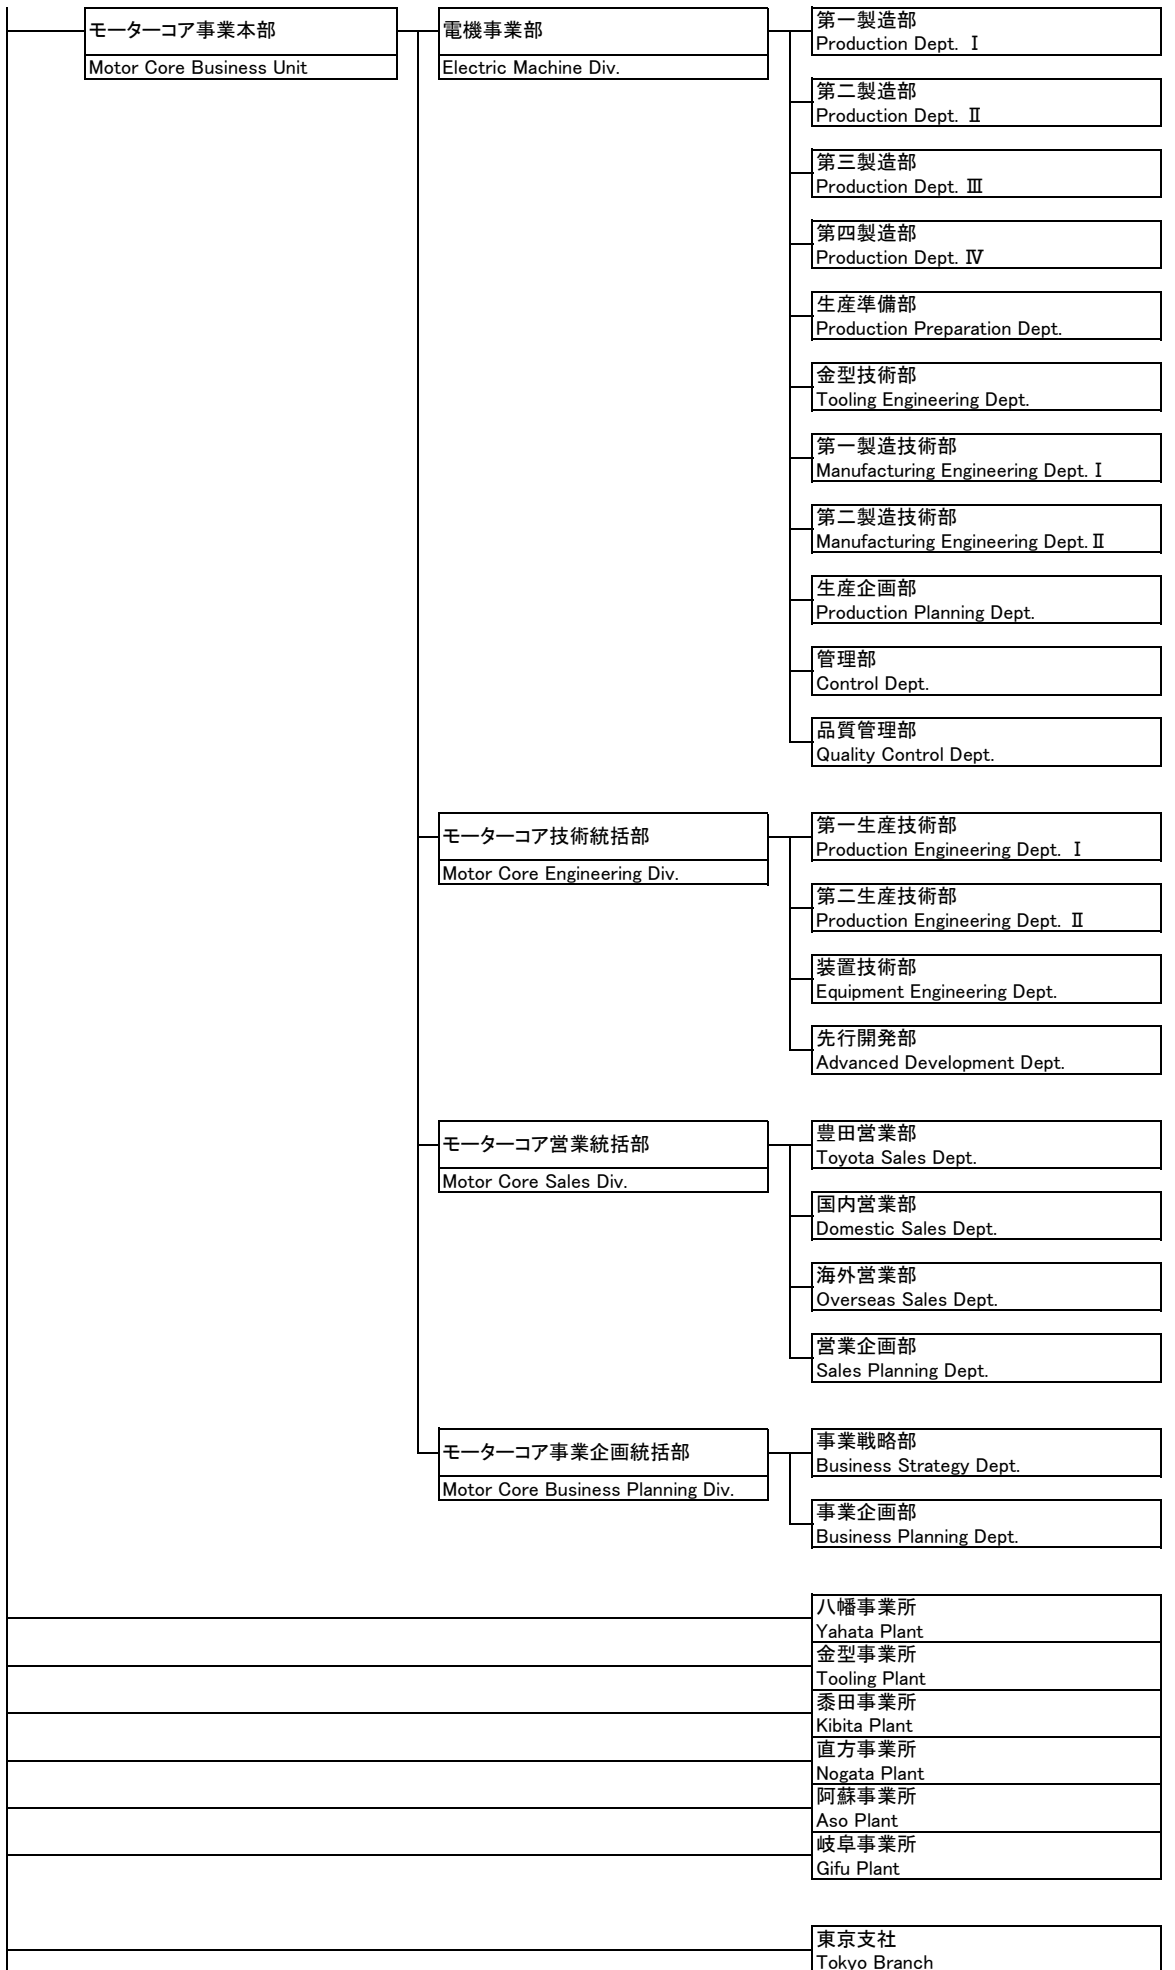 モーターコア事業本部
Motor Core Business Unit
電機事業部
Electric Machine Div.
第一製造部
Production Dept. Ⅰ
第二製造部
Production Dept. Ⅱ
第三製造部
Production Dept. Ⅲ
第四製造部
Production Dept. Ⅳ
生産準備部
Production Preparation Dept.
金型技術部
Tooling Engineering Dept.
第一製造技術部
Manufacturing Engineering Dept. Ⅰ
第二製造技術部
Manufacturing Engineering Dept. Ⅱ
生産企画部
Production Planning Dept.
管理部
Control Dept.
品質管理部
Quality Control Dept.
モーターコア技術統括部
Motor Core Engineering Div.
第一生産技術部
Production Engineering Dept. Ⅰ
第二生産技術部
Production Engineering Dept. Ⅱ
装置技術部
Equipment Engineering Dept.
先行開発部
Advanced Development Dept.
モーターコア営業統括部
Motor Core Sales Div.
豊田営業部
Toyota Sales Dept.
国内営業部
Domestic Sales Dept.
海外営業部
Overseas Sales Dept.
営業企画部
Sales Planning Dept.
モーターコア事業企画統括部
Motor Core Business Planning Div.
事業戦略部
Business Strategy Dept.
事業企画部
Business Planning Dept.
八幡事業所
Yahata Plant
金型事業所
Tooling Plant
黍田事業所
Kibita Plant
直方事業所
Nogata Plant
阿蘇事業所
Aso Plant
岐阜事業所
Gifu Plant
東京支社
Tokyo Branch